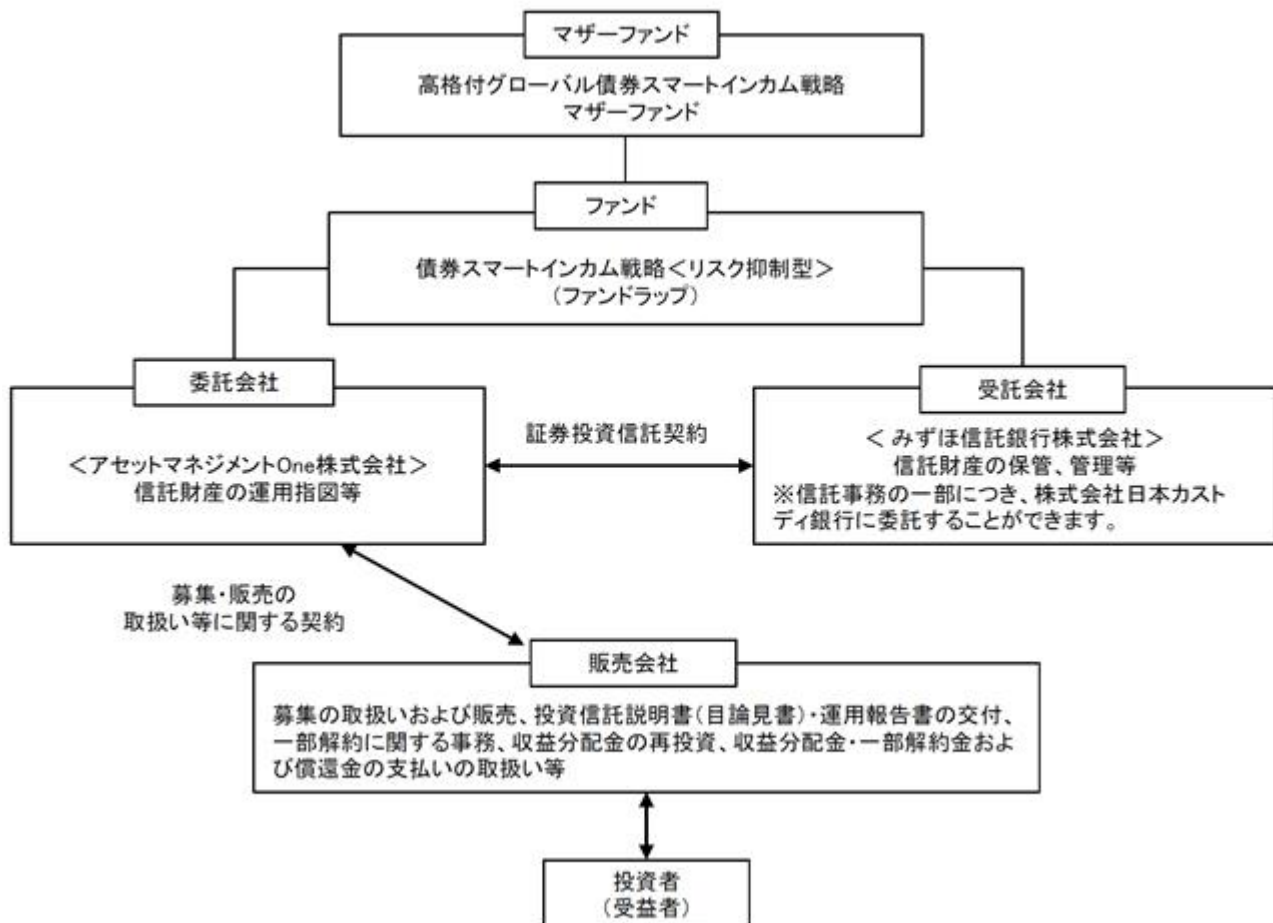 マザーファンド
高格付グローバル債券スマートインカム戦略
マザーファンド
ファンド
債券スマートインカム戦略＜リスク抑制型＞
（ファンドラップ）
委託会社
＜アセットマネジメントOne株式会社＞
信託財産の運用指図等
証券投資信託契約
受託会社
＜ みずほ信託銀行株式会社＞
信託財産の保管、管理等
※信託事務の一部につき、株式会社日本カスト
ディ銀行に委託することができます。
募集・販売の
取扱い等に関する契約
販売会社
募集の取扱いおよび販売、投資信託説明書（目論見書）・運用報告書の交付、
一部解約に関する事務、収益分配金の再投資、収益分配金・一部解約金およ
び償還金の支払いの取扱い等
投資者
（受益者）